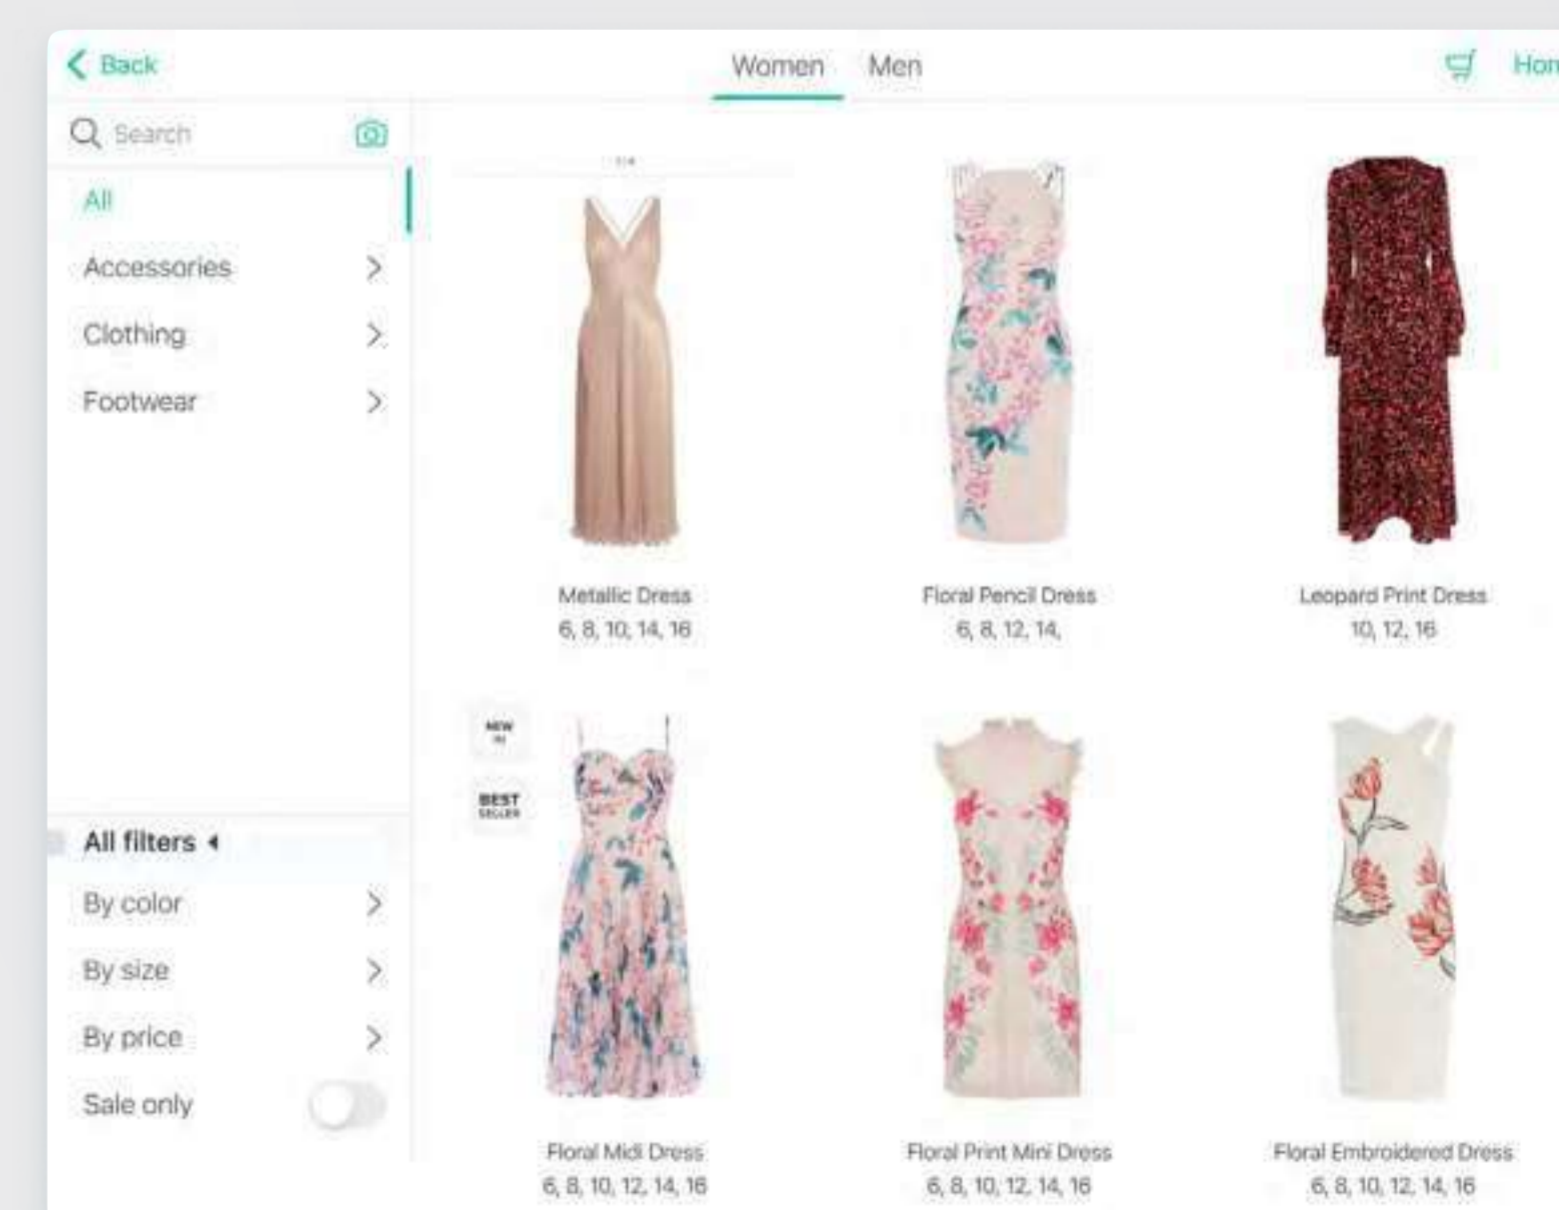 Back
Women
Men
Hom
Search
All
Accessories
Clothing
Footwear
Metallic Dress
6, 8, 10, 14, 16
Floral Pencil Dress
6, 8, 12, 14,
Leopard Print Dress
10, 12, 16
NEW
IN
BEST
SELLER
All filters
By color
By size
By price
Sale only
Floral Midi Dress
6, 8, 10, 12, 14, 16
Floral Print Mini Dress
6, 8, 10, 12, 14, 16
Floral Embroidered Dress
6, 8, 10, 12, 14, 16